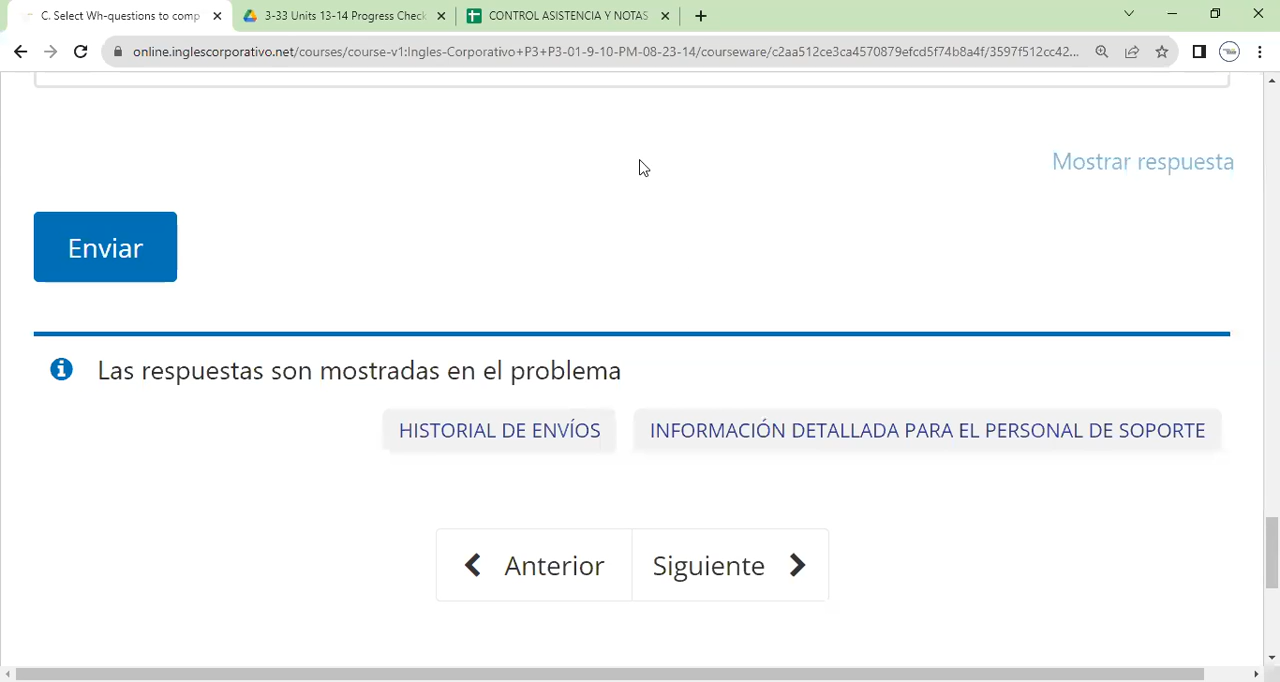 C. Select Wh-questions to comp
3-33 Units 13-14 Progress Check
CONTROL ASISTENCIA Y NOTAS
online.inglescorporativo.net/courses/course-v1:Ingles-Corporativo+P3+P3-01-9-10-PM-08-23-14/courseware/c2aa512ce3ca4570879efcd5f74b8a4f/3597f512cc42...
Mostrar respuesta
Enviar
Las respuestas son mostradas en el problema
HISTORIAL DE ENVÍOS
INFORMACIÓN DETALLADA PARA EL PERSONAL DE SOPORTE
Anterior
Siguiente